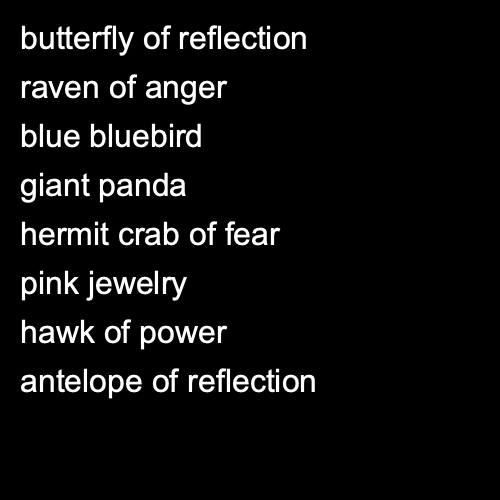 butterfly of reflection
raven of anger
blue bluebird
giant panda
hermit crab of fear
pink jewelry
hawk of power
antelope of reflection